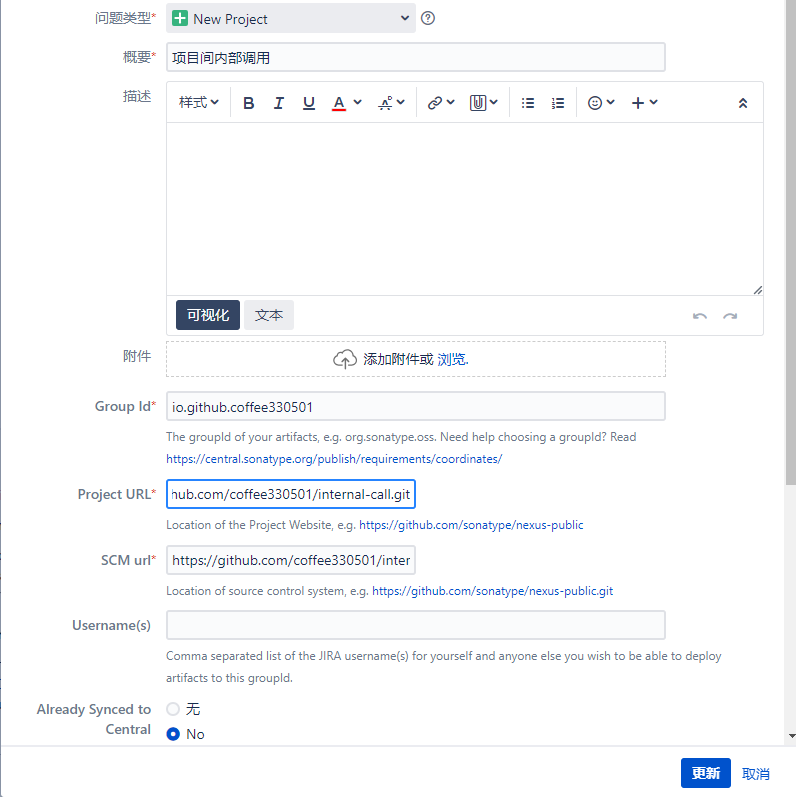 问题类型* New Project
概要* 项目间内部调用
描述 样式 B I U A
可视化 文本
附件 添加附件或 浏览.
Group Id* io.github.coffee330501
The groupId of your artifacts, e.g. org.sonatype.oss. Need help choosing a groupId? Read
https://central.sonatype.org/publish/requirements/coordinates/
Project URL* hub.com/coffee330501/internal-call.git
Location of the Project Website, e.g. https://github.com/sonatype/nexus-public
SCM url* https://github.com/coffee330501/inter
Location of source control system, e.g. https://github.com/sonatype/nexus-public.git
Username(s)
Comma separated list of the JIRA username(s) for yourself and anyone else you wish to be able to deploy
artifacts to this groupId.
Already Synced to 无
Central No
更新 取消